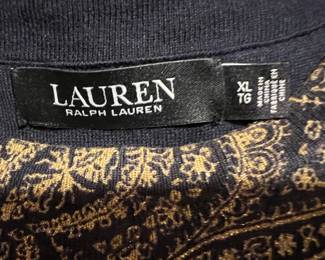 LAUREN
RALPH LAUREN
XL
TG
MADE IN
CHINA
FABRIQUÉ EN
CHINE